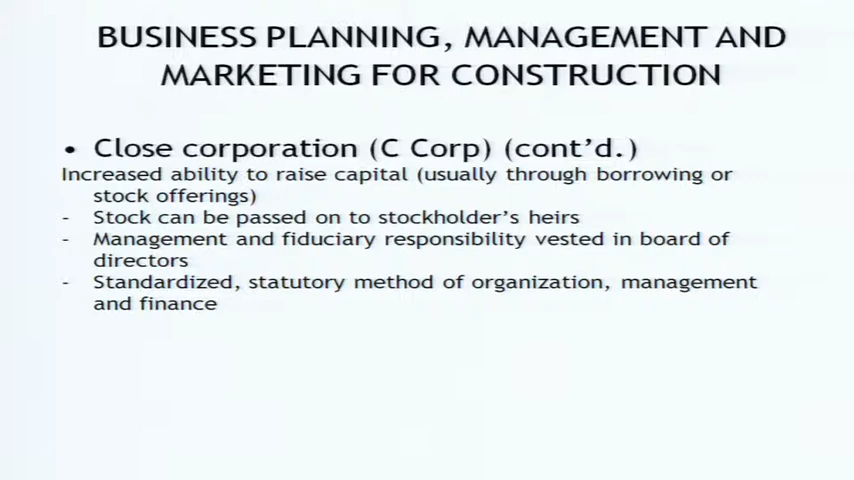 BUSINESS PLANNING, MANAGEMENT AND
MARKETING FOR CONSTRUCTION
• Close corporation (C Corp) (cont’d.)
Increased ability to raise capital (usually through borrowing or
stock offerings)
- Stock can be passed on to stockholder’s heirs
- Management and fiduciary responsibility vested in board of
directors
- Standardized, statutory method of organization, management
and finance